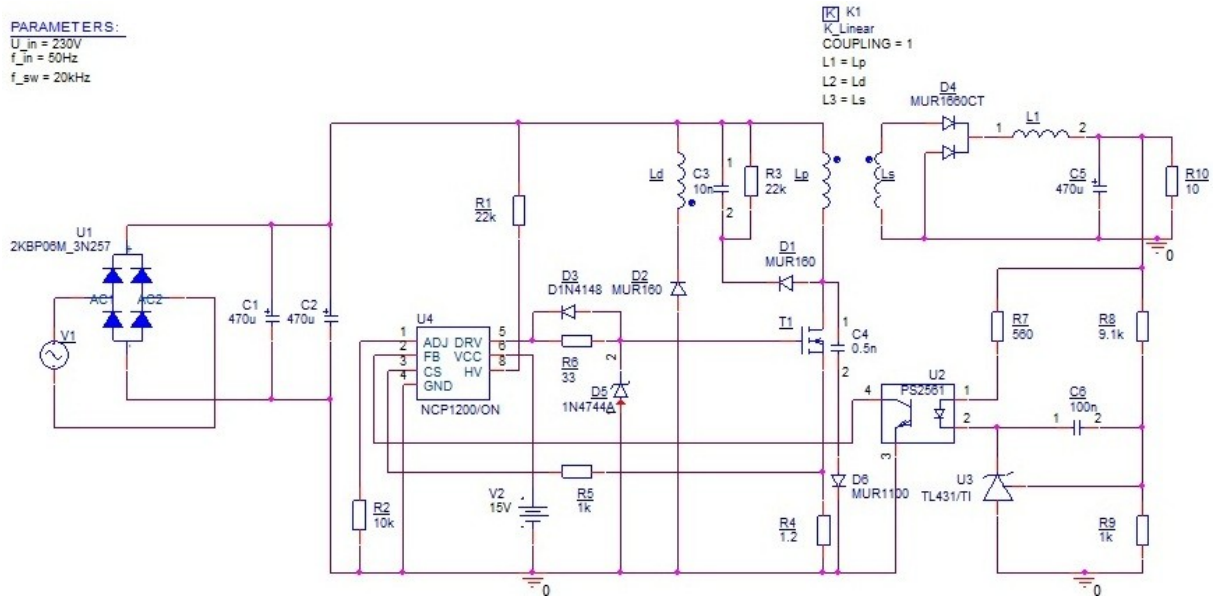 PARAMETERS:
U_in = 230V
f_in = 50Hz
f_sw = 20kHz
K K1
K_Linear
COUPLING = 1
L1 = Lp
L2 = Ld
L3 = Ls
D4
MUR1660CT
1
L1
2
Ld
C3
10n
1
2
R3
22k
Lp
Ls
C5
470u
R10
10
0
R1
22k
U1
2KBP06M_3N257
AC1
AC2
V1
C1
470u
C2
470u
D3
D1N4148
D2
MUR160
D1
MUR160
U4
1 ADJ DRV 5
2 FB VCC 6
3 CS HV 8
4 GND
NCP1200/ON
R6
33
2
D5
1N4744A
T1
1
C4
0.5n
2
R7
560
R8
9.1k
U2
PS2561
4
1
2
3
C6
100n
1
2
U3
TL431/TI
D6
MUR1100
R2
10k
V2
15V
R5
1k
R4
1.2
R9
1k
0
0